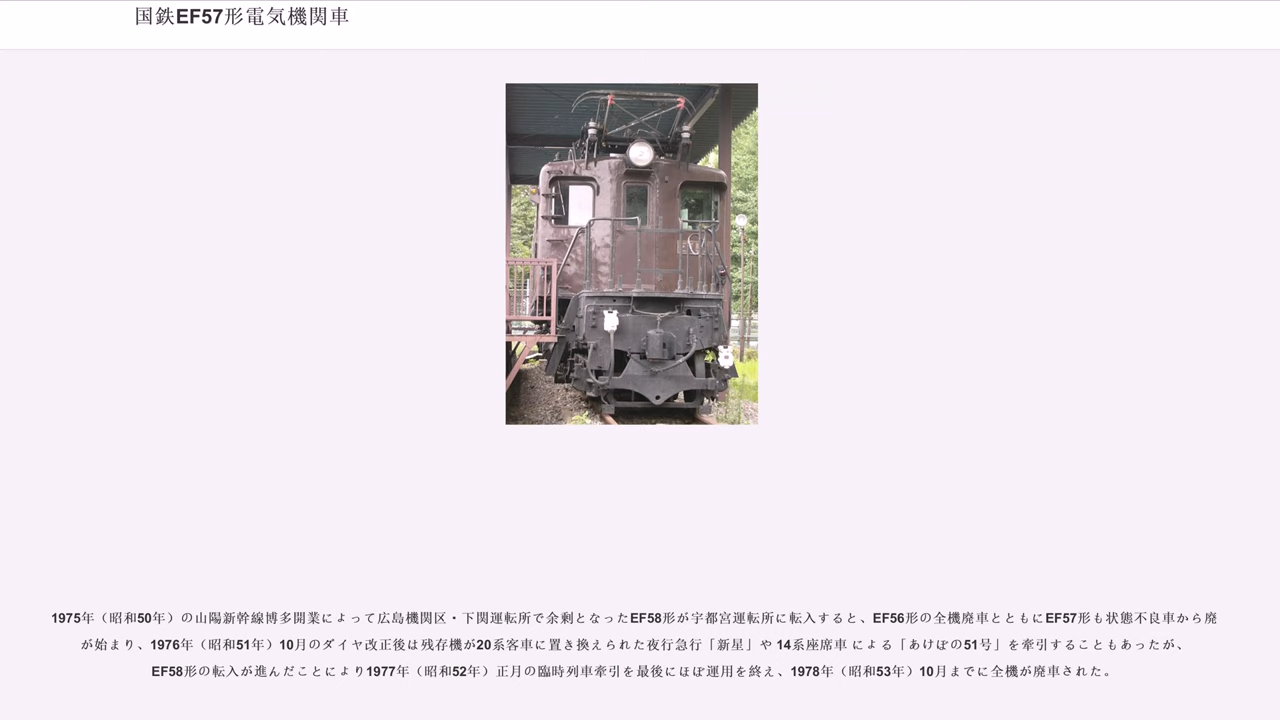 国鉄EF57形電気機関車
1975年（昭和50年）の山陽新幹線博多開業によって広島機関区・下関運転所で余剰となったEF58形が宇都宮運転所に転入すると、EF56形の全機廃車とともにEF57形も状態不良車から廃
が始まり、1976年（昭和51年）10月のダイヤ改正後は残存機が20系客車に置き換えられた夜行急行「新星」や 14系座席車 による「あけぼの51号」を牽引することもあったが、
EF58形の転入が進んだことにより1977年（昭和52年）正月の臨時列車牽引を最後にほぼ運用を終え、1978年（昭和53年）10月までに全機が廃車された。